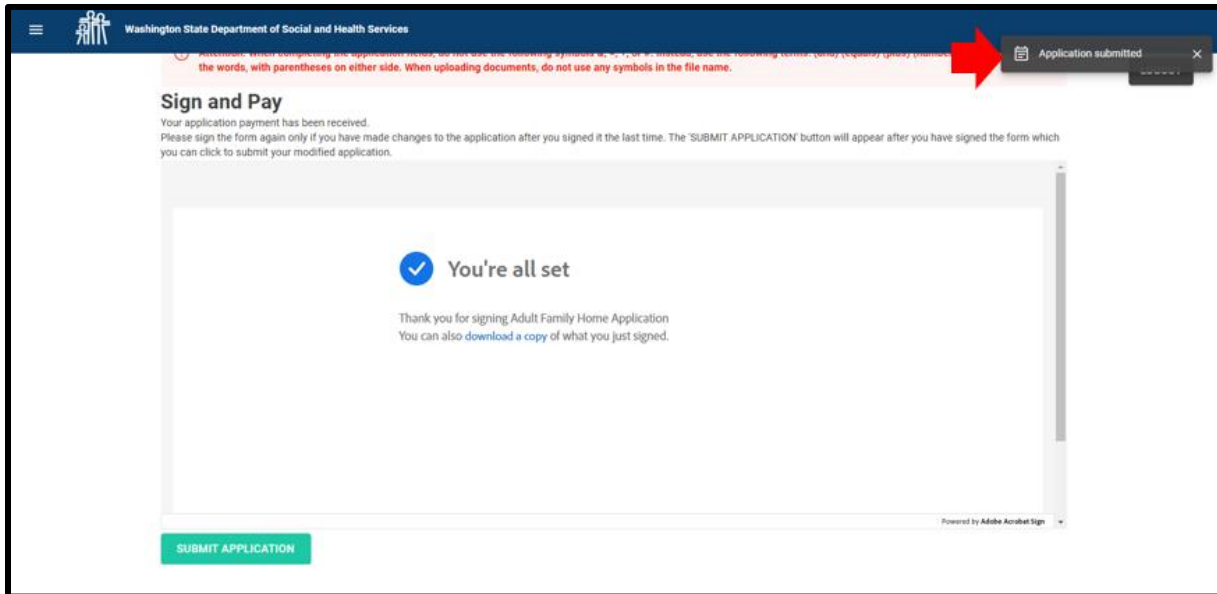 Washington State Department of Social and Health Services
Application submitted
the words, with parentheses on either side. When uploading documents, do not use any symbols in the file name.
Sign and Pay
Your application payment has been received.
Please sign the form again only if you have made changes to the application after you signed it the last time. The 'SUBMIT APPLICATION' button will appear after you have signed the form which
you can click to submit your modified application.
You're all set
Thank you for signing Adult Family Home Application
You can also download a copy of what you just signed.
Powered by Adobe Acrobat Sign
SUBMIT APPLICATION